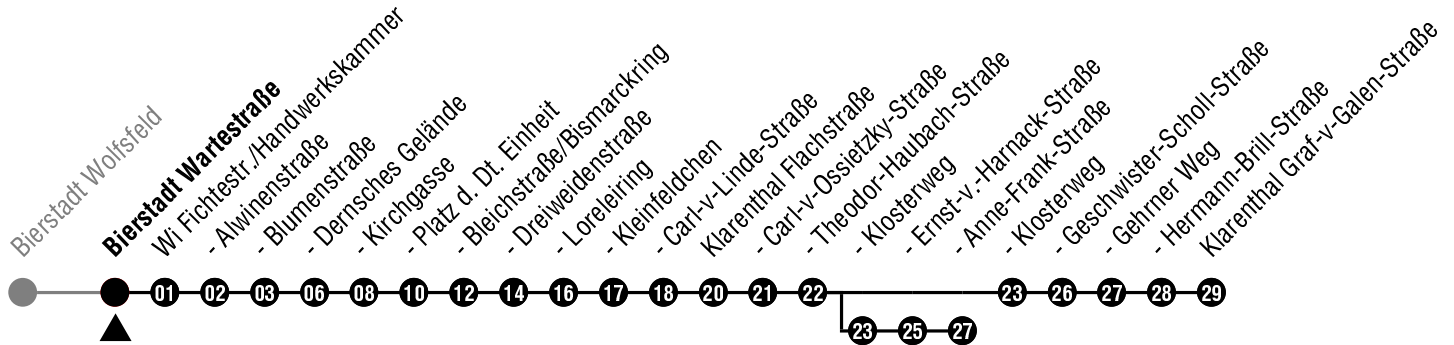 Bierstadt Wolfsfeld
Bierstadt Wartestraße
Wi Fichtestr./Handwerkskammer
- Alwinenstraße
- Blumenstraße
- Dernsches Gelände
- Kirchgasse
- Platz d. Dt. Einheit
- Bleichstraße/Bismarckring
- Dreiweidenstraße
- Loreleiring
- Kleinfeldchen
- Carl-v-Linde-Straße
Klarenthal Flachstraße
- Carl-v-Ossietzky-Straße
- Theodor-Haubach-Straße
- Klosterweg
- Ernst-v.-Harnack-Straße
- Anne-Frank-Straße
- Klosterweg
- Geschwister-Scholl-Straße
- Gehrner Weg
- Hermann-Brill-Straße
Klarenthal Graf-v-Galen-Straße
01 02 03 06 08 10 12 14 16 17 18 20 21 22 23 26 27 28 29
23 25 27